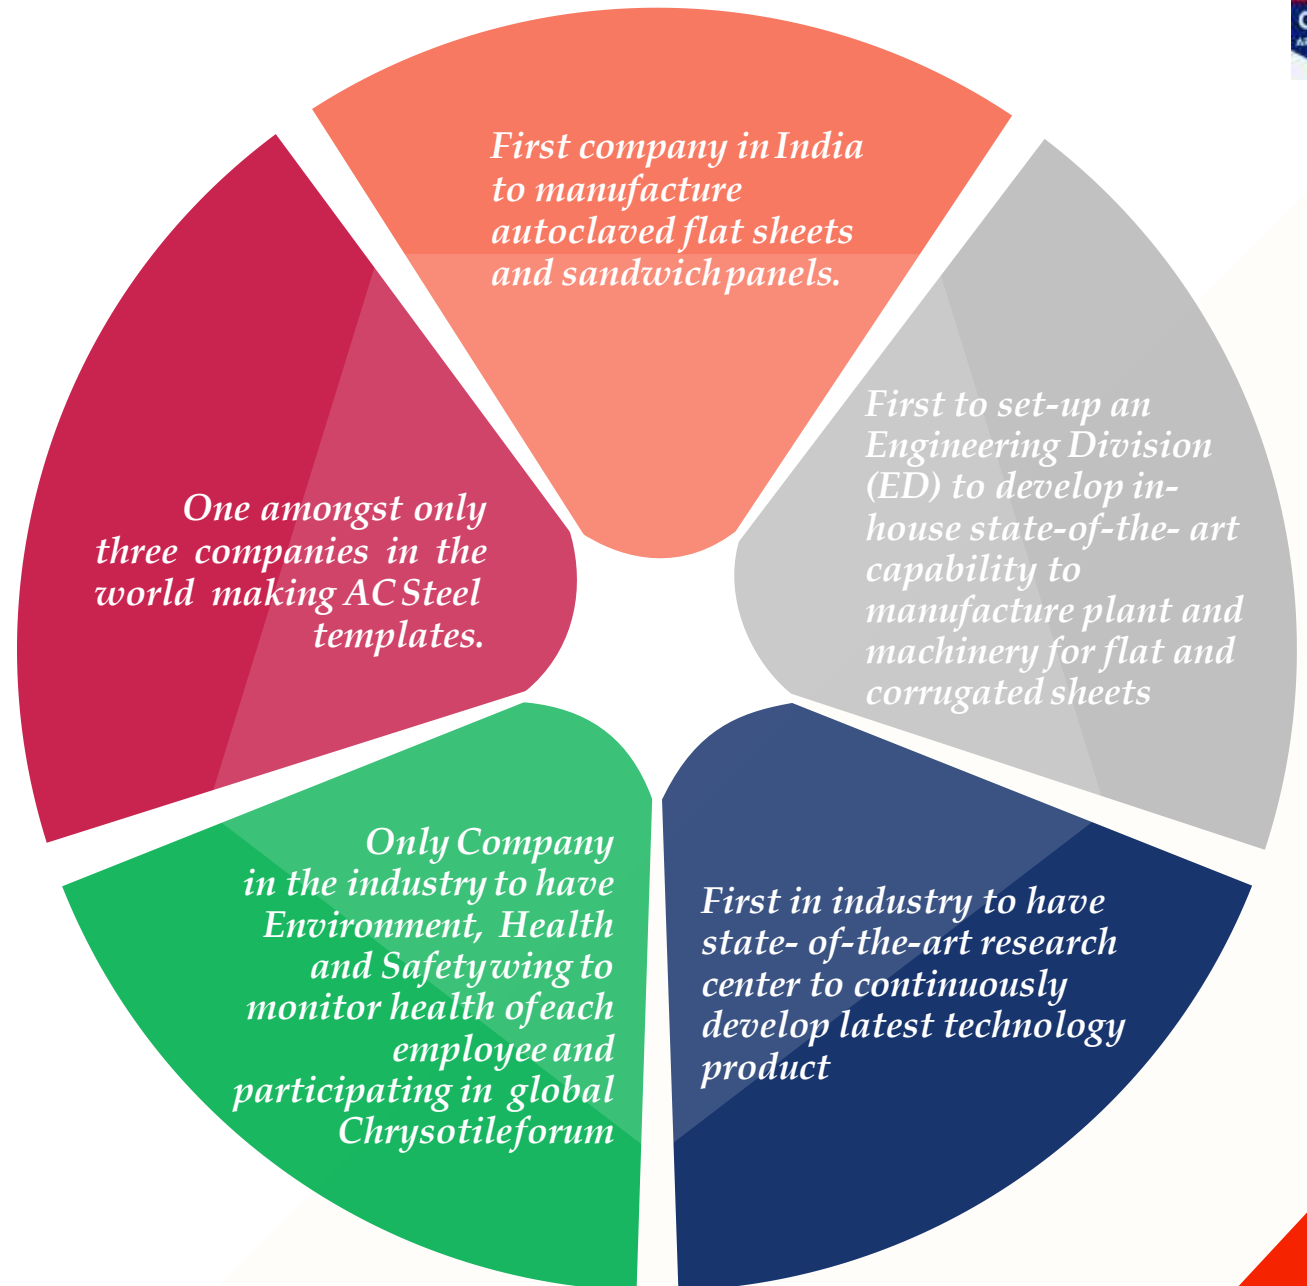 First company in India
to manufacture
autoclaved flat sheets
and sandwich panels.
First to set-up an
Engineering Division
(ED) to develop in-
house state-of-the- art
capability to
manufacture plant and
machinery for flat and
corrugated sheets
One amongst only
three companies in the
world making AC Steel
templates.
Only Company
in the industry to have
Environment, Health
and Safety wing to
monitor health of each
employee and
participating in global
Chrysotile forum
First in industry to have
state- of-the-art research
center to continuously
develop latest technology
product